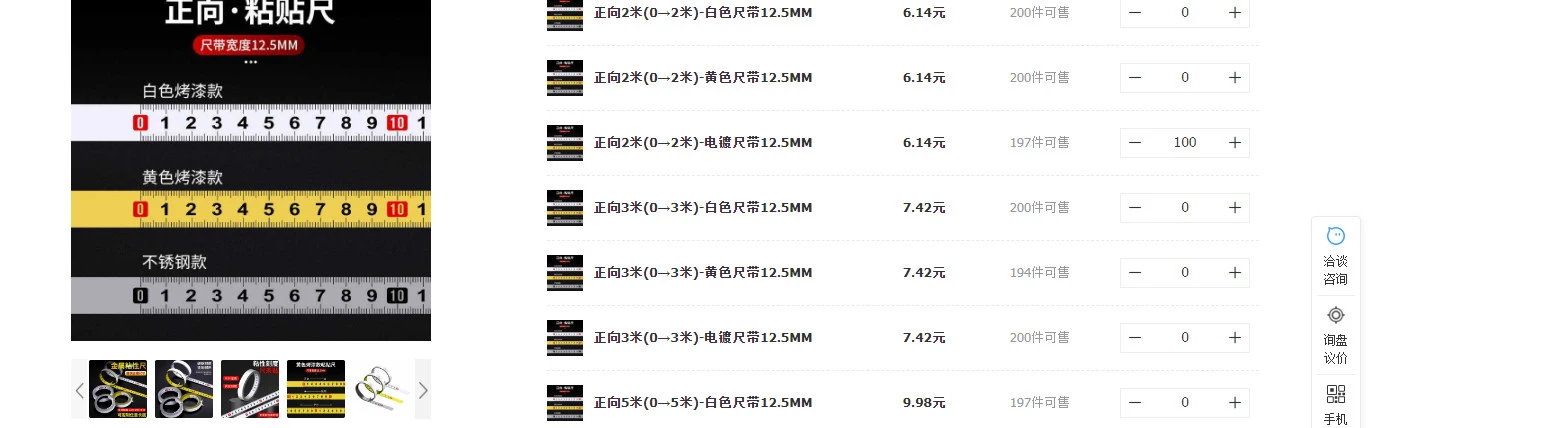 正向·粘贴尺
尺带宽度12.5MM
白色烤漆款
0 1 2 3 4 5 6 7 8 9 10 1
黄色烤漆款
0 1 2 3 4 5 6 7 8 9 10 1
不锈钢款
0 1 2 3 4 5 6 7 8 9 10 1
黄色烤漆款粘贴尺
正向2米(0→2米)-白色尺带12.5MM 6.14元 200件可售 — 0 +
正向2米(0→2米)-黄色尺带12.5MM 6.14元 200件可售 — 0 +
正向2米(0→2米)-电镀尺带12.5MM 6.14元 197件可售 — 100 +
正向3米(0→3米)-白色尺带12.5MM 7.42元 200件可售 — 0 +
正向3米(0→3米)-黄色尺带12.5MM 7.42元 194件可售 — 0 +
正向3米(0→3米)-电镀尺带12.5MM 7.42元 200件可售 — 0 +
正向5米(0→5米)-白色尺带12.5MM 9.98元 197件可售 — 0 +
洽谈
咨询
询盘
议价
手机